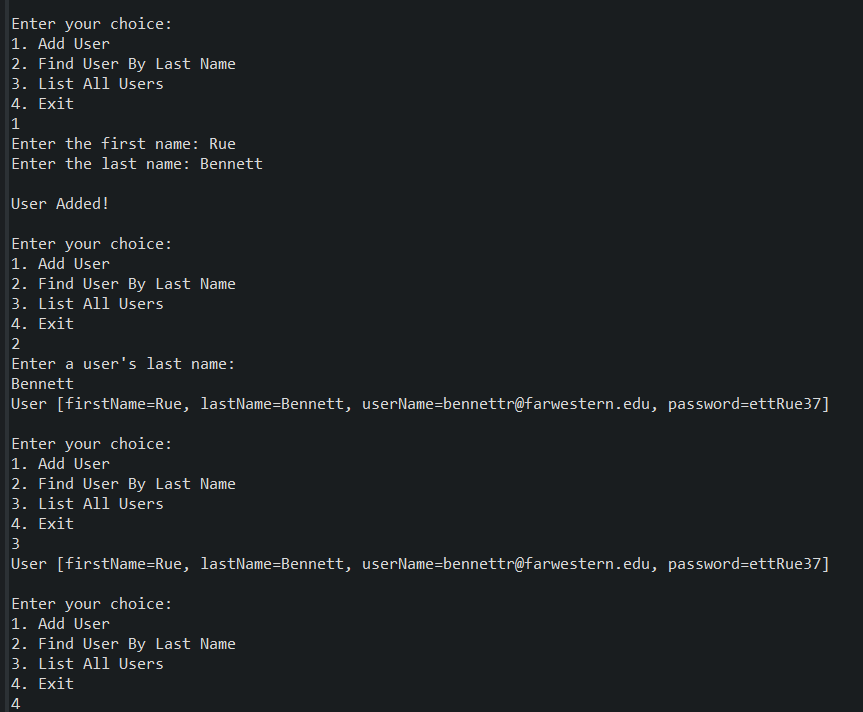 Enter your choice:
1. Add User
2. Find User By Last Name
3. List All Users
4. Exit
1
Enter the first name: Rue
Enter the last name: Bennett
User Added!
Enter your choice:
1. Add User
2. Find User By Last Name
3. List All Users
4. Exit
2
Enter a user's last name:
Bennett
User [firstName=Rue, lastName=Bennett, userName=bennettr@farwestern.edu, password=ettRue37]
Enter your choice:
1. Add User
2. Find User By Last Name
3. List All Users
4. Exit
3
User [firstName=Rue, lastName=Bennett, userName=bennettr@farwestern.edu, password=ettRue37]
Enter your choice:
1. Add User
2. Find User By Last Name
3. List All Users
4. Exit
4